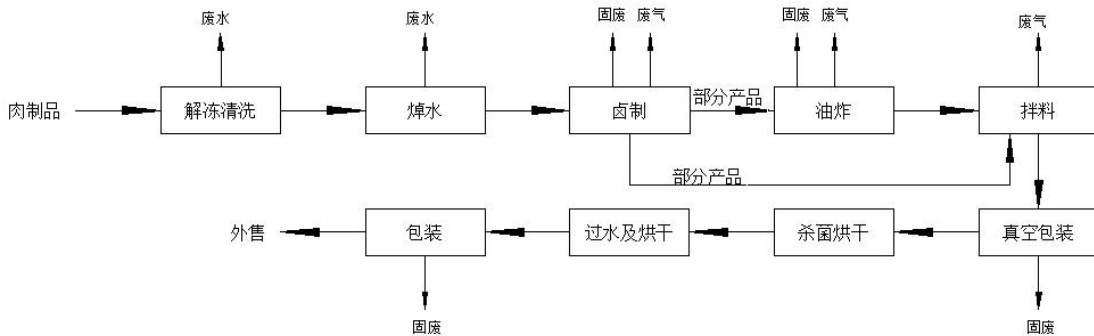 废水
废水
固废 废气
固废 废气
废气
肉制品
解冻清洗
焯水
卤制
部分产品
油炸
拌料
部分产品
外售
包装
过水及烘干
杀菌烘干
真空包装
固废
固废